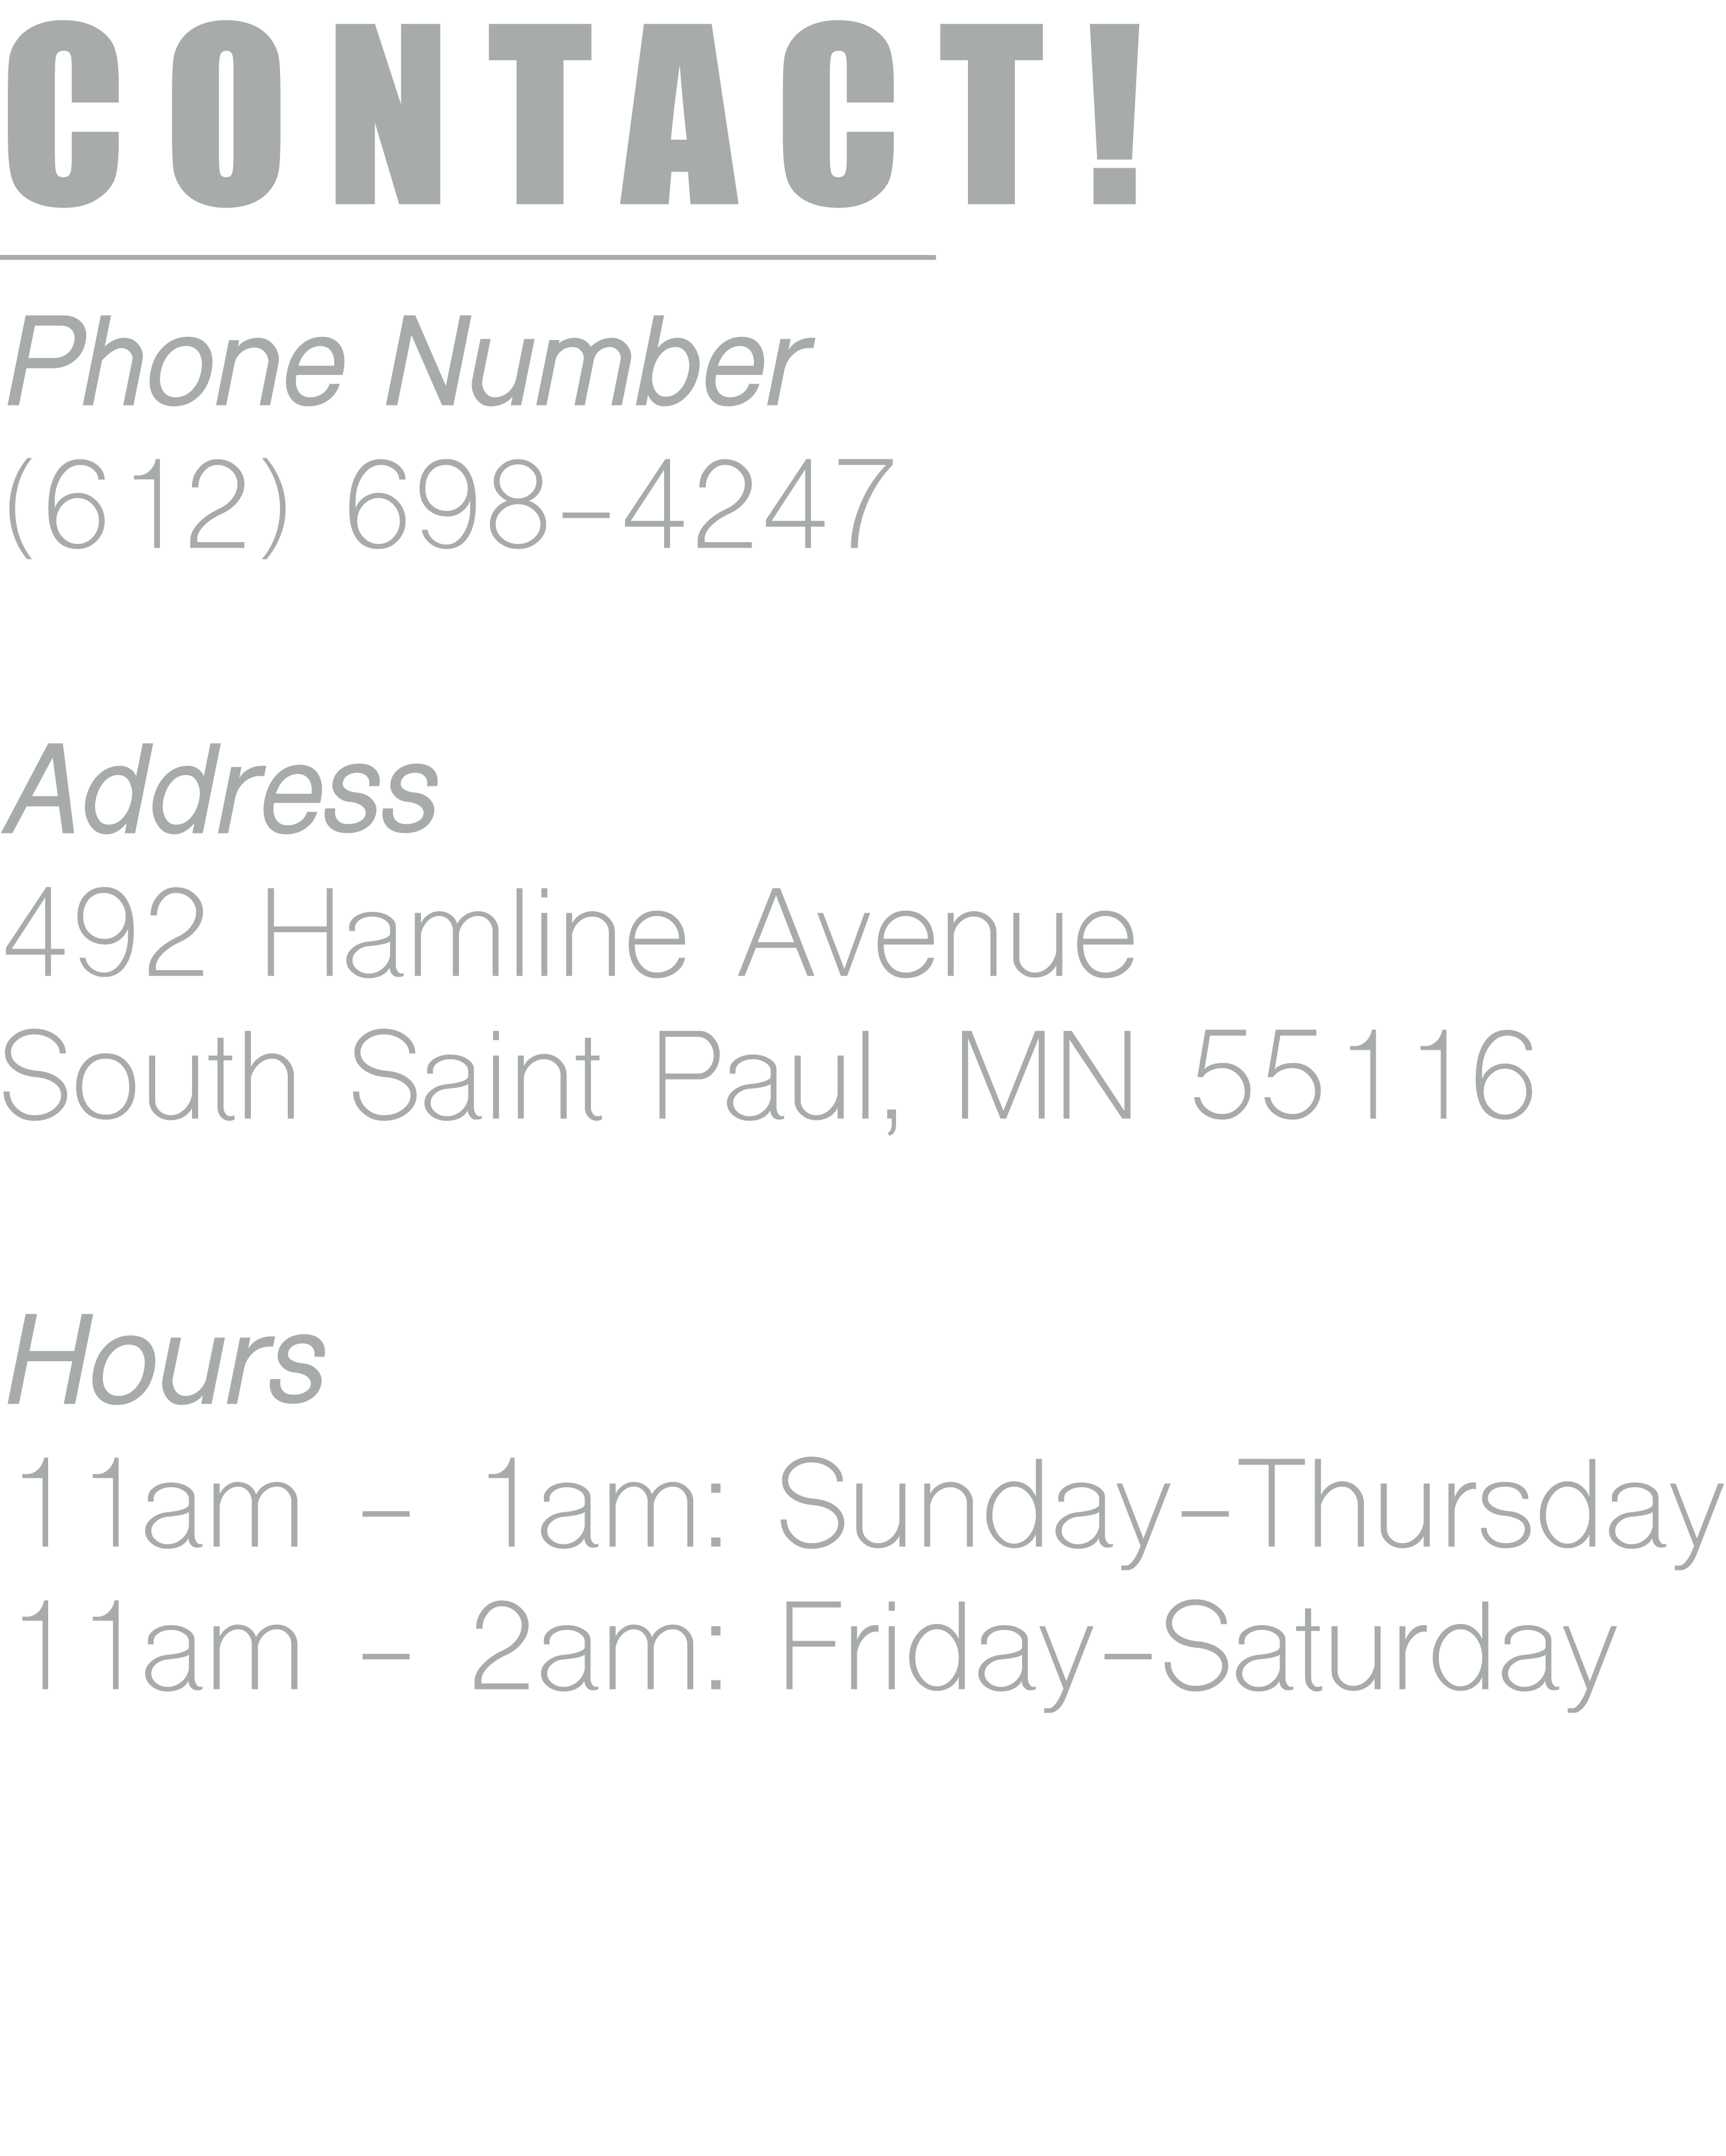 CONTACT!
Phone Number
(612) 698-4247
Address
492 Hamline Avenue
South Saint Paul, MN 55116
Hours
11am - 1am: Sunday-Thursday
11am - 2am: Friday-Saturday